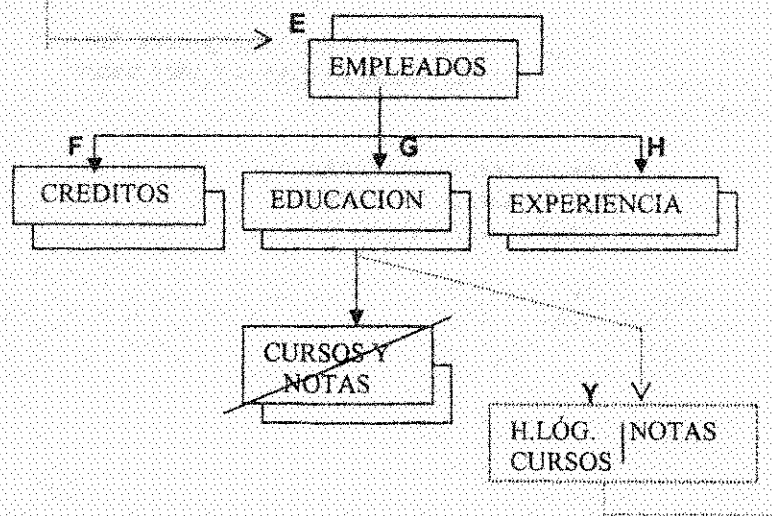 E
EMPLEADOS
F
G
H
CREDITOS
EDUCACION
EXPERIENCIA
CURSOS Y
NOTAS
Y
H.LÓG. | NOTAS
CURSOS